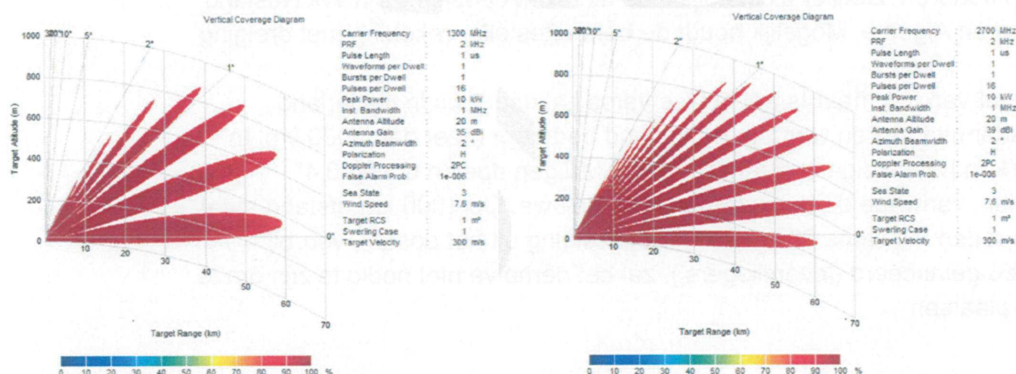 Vertical Coverage Diagram
1000
5°
2°
1°
0°
800
600
400
200
0
10
20
30
40
50
60
70
Target Altitude (m)
Target Range (km)
Carrier Frequency : 1300 MHz
PRF : 2 kHz
Pulse Length : 1 us
Waveforms per Dwell : 1
Bursts per Dwell : 1
Pulses per Dwell : 16
Peak Power : 10 kW
Inst. Bandwidth : 1 MHz
Antenna Altitude : 20 m
Antenna Gain : 35 dBi
Azimuth Beamwidth : 2 °
Polarization : H
Doppler Processing : 2PC
False Alarm Prob. : 1e-006
Sea State : 3
Wind Speed : 7.6 m/s
Target RCS : 1 m²
Swerling Case : 1
Target Velocity : 300 m/s
0 10 20 30 40 50 60 70 80 90 100 %
Vertical Coverage Diagram
1000
5°
2°
1°
0°
800
600
400
200
0
10
20
30
40
50
60
70
Target Altitude (m)
Target Range (km)
Carrier Frequency : 2700 MHz
PRF : 2 kHz
Pulse Length : 1 us
Waveforms per Dwell : 1
Bursts per Dwell : 1
Pulses per Dwell : 16
Peak Power : 10 kW
Inst. Bandwidth : 1 MHz
Antenna Altitude : 20 m
Antenna Gain : 39 dBi
Azimuth Beamwidth : 2 °
Polarization : H
Doppler Processing : 2PC
False Alarm Prob. : 1e-006
Sea State : 3
Wind Speed : 7.6 m/s
Target RCS : 1 m²
Swerling Case : 1
Target Velocity : 300 m/s
0 10 20 30 40 50 60 70 80 90 100 %